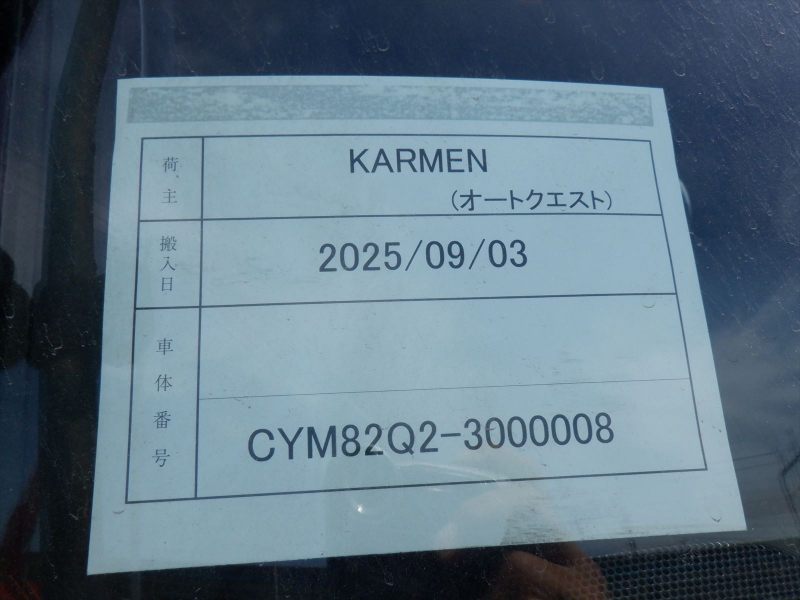 荷主
KARMEN
(オートクエスト)
搬入日
2025/09/03
車体番号
CYM82Q2-3000008